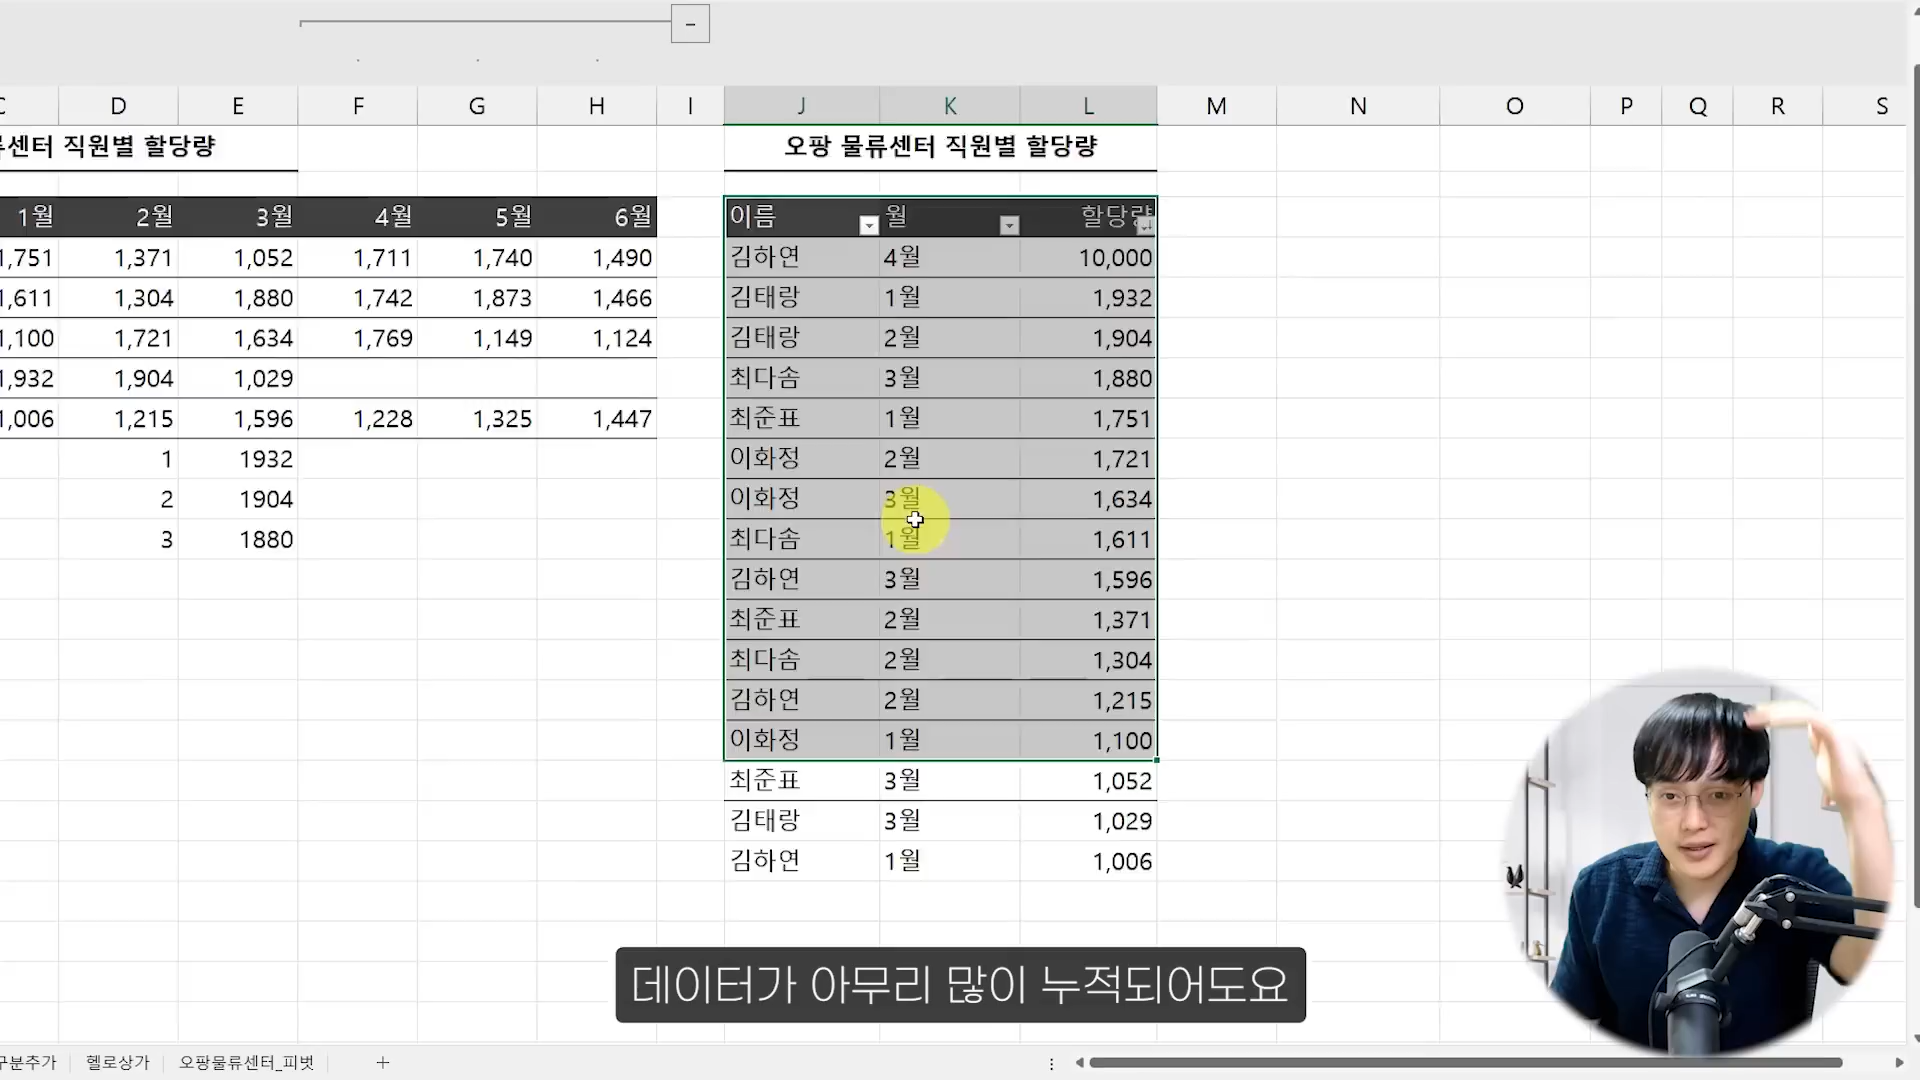 –
C D E F G H I J K L M N O P Q R S
센터 직원별 할당량 오팡 물류센터 직원별 할당량
1월 2월 3월 4월 5월 6월 이름 월 할당량
1,751 1,371 1,052 1,711 1,740 1,490 김하연 4월 10,000
1,611 1,304 1,880 1,742 1,873 1,466 김태랑 1월 1,932
1,100 1,721 1,634 1,769 1,149 1,124 김태랑 2월 1,904
1,932 1,904 1,029 최다솜 3월 1,880
1,006 1,215 1,596 1,228 1,325 1,447 최준표 1월 1,751
1 1932 이화정 2월 1,721
2 1904 이화정 3월 1,634
3 1880 최다솜 1월 1,611
김하연 3월 1,596
최준표 2월 1,371
최다솜 2월 1,304
김하연 2월 1,215
이화정 1월 1,100
최준표 3월 1,052
김태랑 3월 1,029
김하연 1월 1,006
데이터가 아무리 많이 누적되어도요
구분추가 헬로상가 오팡물류센터_피벗 +